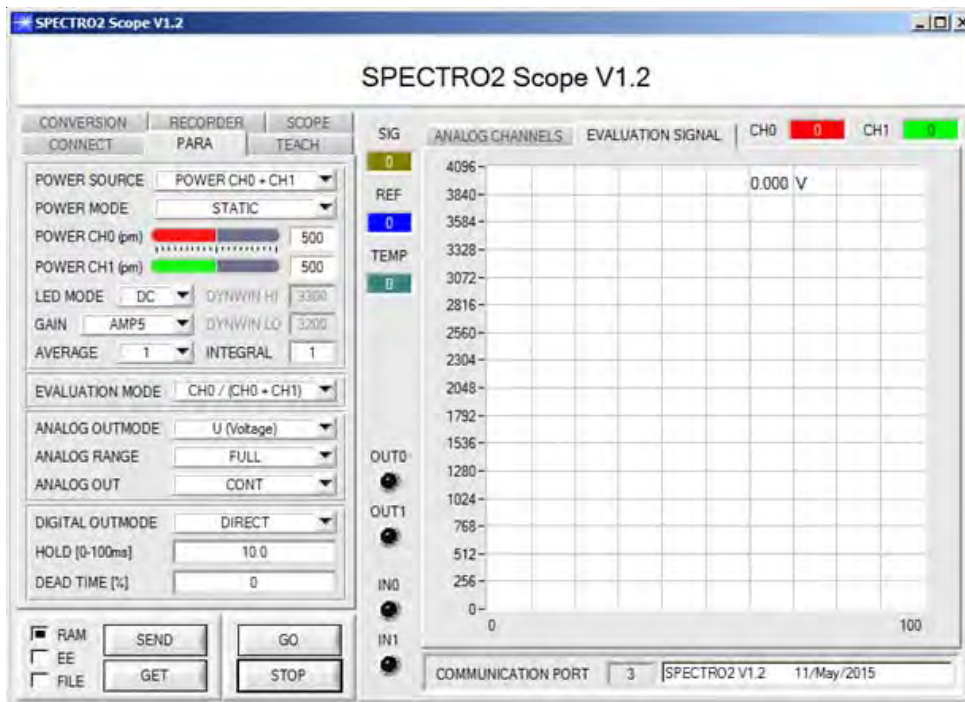 SPECTRO2 Scope V1.2
SPECTRO2 Scope V1.2
CONVERSION RECORDER SCOPE
CONNECT PARA TEACH
POWER SOURCE POWER CH0 + CH1
POWER MODE STATIC
POWER CH0 (pm) 500
POWER CH1 (pm) 500
LED MODE DC DYNWIN HI 3300
GAIN AMP5 DYNWIN LO 3200
AVERAGE 1 INTEGRAL 1
EVALUATION MODE CH0 / (CH0 + CH1)
ANALOG OUTMODE U (Voltage)
ANALOG RANGE FULL
ANALOG OUT CONT
DIGITAL OUTMODE DIRECT
HOLD [0-100ms] 10.0
DEAD TIME [%] 0
RAM
EE
FILE
SEND
GET
GO
STOP
SIG
0
REF
0
TEMP
0
OUT0
OUT1
IN0
IN1
ANALOG CHANNELS EVALUATION SIGNAL CH0 0 CH1 0
0.000 V
4096
3840
3584
3328
3072
2816
2560
2304
2048
1792
1536
1280
1024
768
512
256
0
0 100
COMMUNICATION PORT 3 SPECTRO2 V1.2 11/May/2015